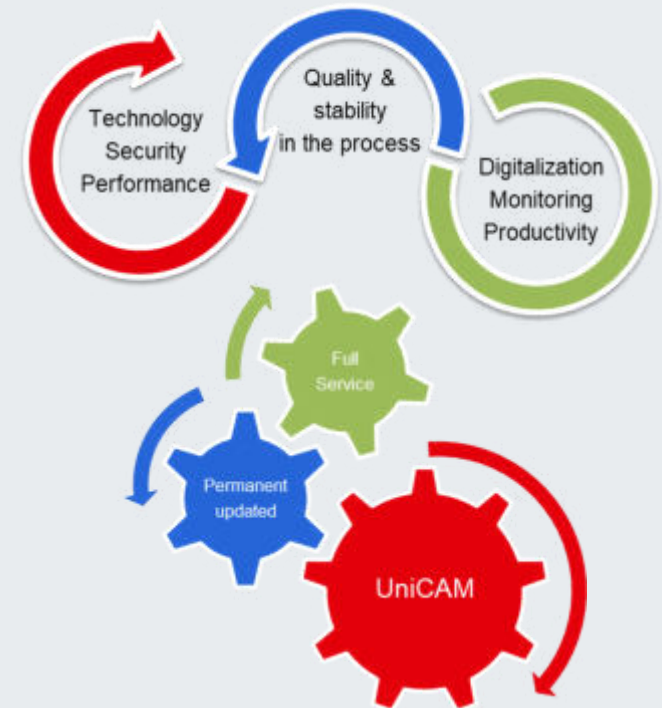 Technology
Security
Performance
Quality &
stability
in the process
Digitalization
Monitoring
Productivity
Full
Service
Permanent
updated
UniCAM